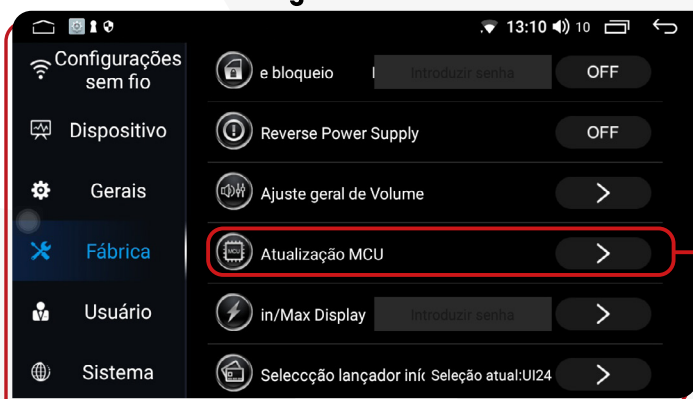 13:10 10
Configurações
sem fio
Dispositivo
Gerais
Fábrica
Usuário
Sistema
e bloqueio Introduzir senha OFF
Reverse Power Supply OFF
Ajuste geral de Volume
MCU Atualização MCU
in/Max Display Introduzir senha
Seleccção lançador Seleção atual:UI24